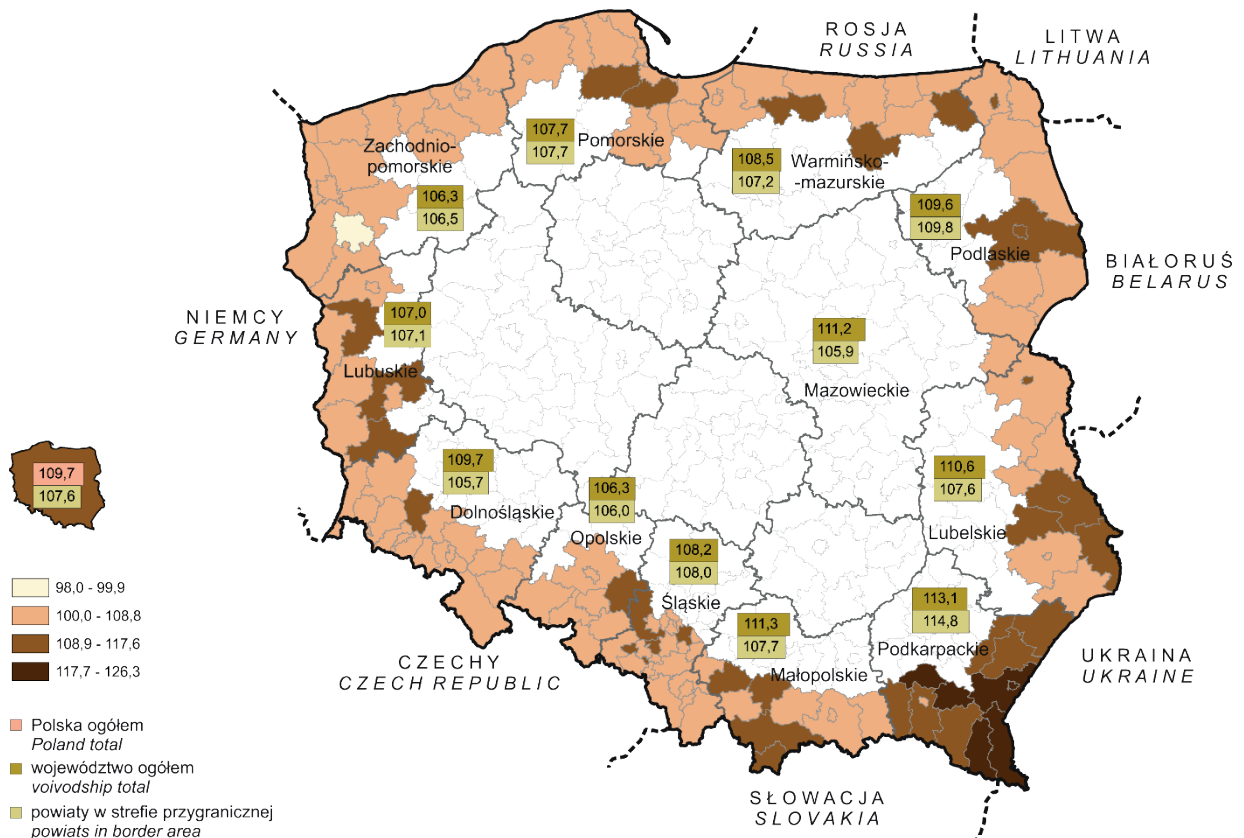 ROSJA
RUSSIA
LITWA
LITHUANIA
Zachodnio-
pomorskie
106,3
106,5
107,7
107,7
Pomorskie
108,5
107,2
Warmińsko-
-mazurskie
109,6
109,8
Podlaskie
BIAŁORUŚ
BELARUS
NIEMCY
GERMANY
107,0
107,1
Lubuskie
111,2
105,9
Mazowieckie
109,7
107,6
109,7
105,7
Dolnośląskie
106,3
106,0
Opolskie
110,6
107,6
Lubelskie
108,2
108,0
Śląskie
111,3
107,7
Małopolskie
113,1
114,8
Podkarpackie
CZECHY
CZECH REPUBLIC
UKRAINA
UKRAINE
SŁOWACJA
SLOVAKIA
98,0 - 99,9
100,0 - 108,8
108,9 - 117,6
117,7 - 126,3
Polska ogółem
Poland total
województwo ogółem
voivodship total
powiaty w strefie przygranicznej
powiats in border area